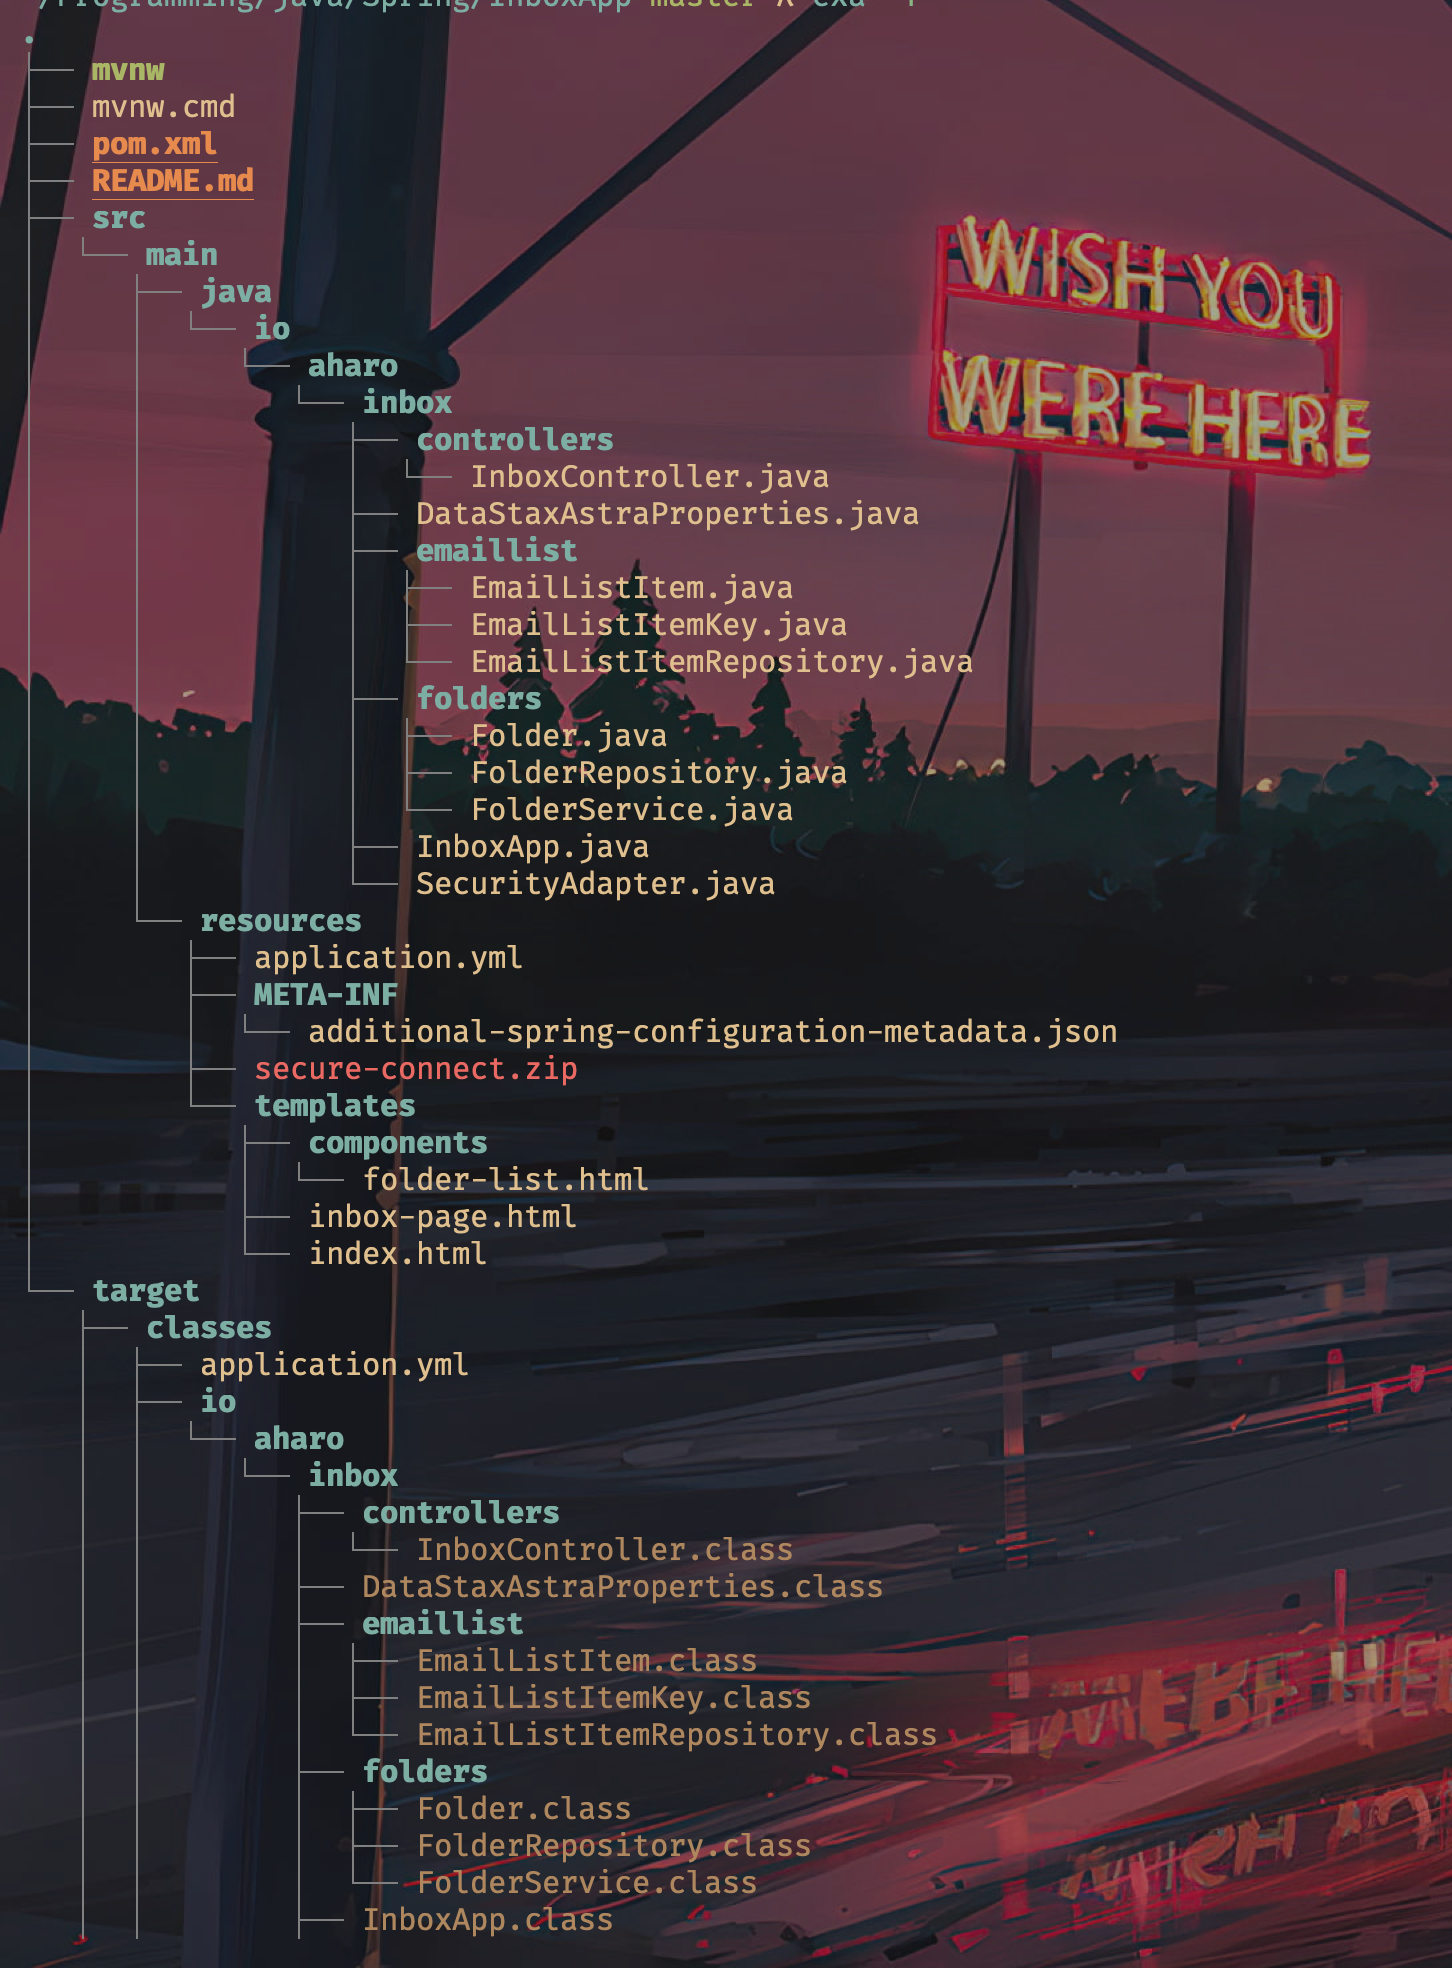 /Programming/java/Spring/InboxApp master λ exa -T
.
├── mvnw
├── mvnw.cmd
├── pom.xml
├── README.md
├── src
│  └── main
│     ├── java
│     │  └── io
│     │     └── aharo
│     │        └── inbox
│     │           ├── controllers
│     │           │  └── InboxController.java
│     │           ├── DataStaxAstraProperties.java
│     │           ├── emaillist
│     │           │  ├── EmailListItem.java
│     │           │  ├── EmailListItemKey.java
│     │           │  └── EmailListItemRepository.java
│     │           ├── folders
│     │           │  ├── Folder.java
│     │           │  ├── FolderRepository.java
│     │           │  └── FolderService.java
│     │           ├── InboxApp.java
│     │           └── SecurityAdapter.java
│     └── resources
│        ├── application.yml
│        ├── META-INF
│        │  └── additional-spring-configuration-metadata.json
│        ├── secure-connect.zip
│        └── templates
│           ├── components
│           │  └── folder-list.html
│           ├── inbox-page.html
│           └── index.html
└── target
   ├── classes
   │  ├── application.yml
   │  ├── io
   │  │  └── aharo
   │  │     └── inbox
   │  │        ├── controllers
   │  │        │  └── InboxController.class
   │  │        ├── DataStaxAstraProperties.class
   │  │        ├── emaillist
   │  │        │  ├── EmailListItem.class
   │  │        │  ├── EmailListItemKey.class
   │  │        │  └── EmailListItemRepository.class
   │  │        ├── folders
   │  │        │  ├── Folder.class
   │  │        │  ├── FolderRepository.class
   │  │        │  └── FolderService.class
   │  │        ├── InboxApp.class
WISH YOU
WERE HERE